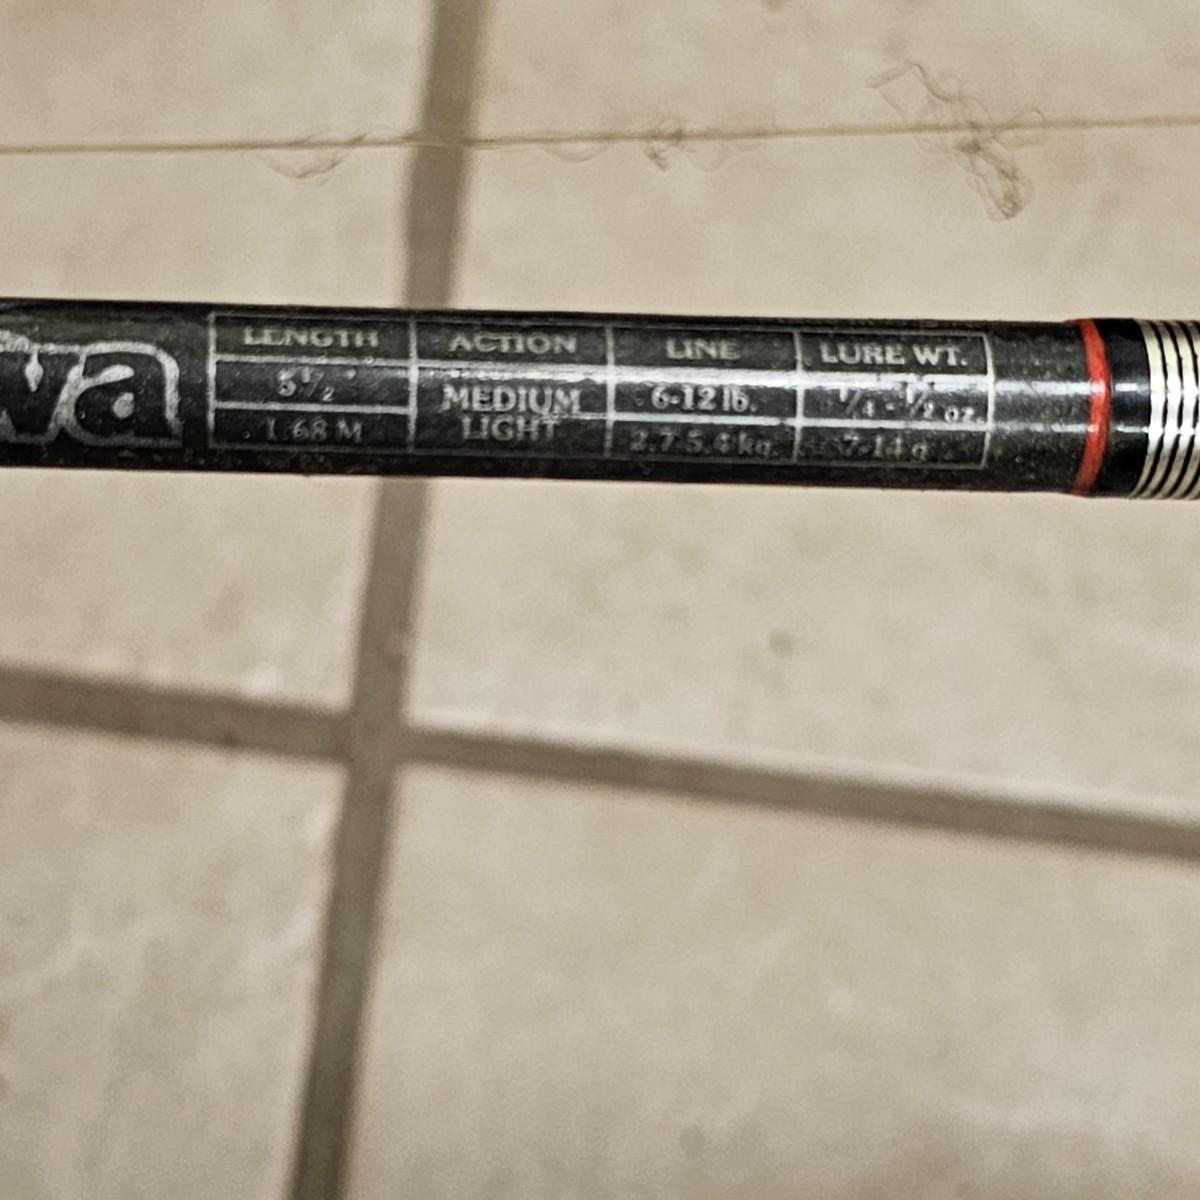 wa
LENGTH ACTION LINE LURE WT.
5½' MEDIUM LIGHT 6-12 lb. ¼ - ½ oz.
1.68 M 2.7-5.4 kg. 7-14 g.